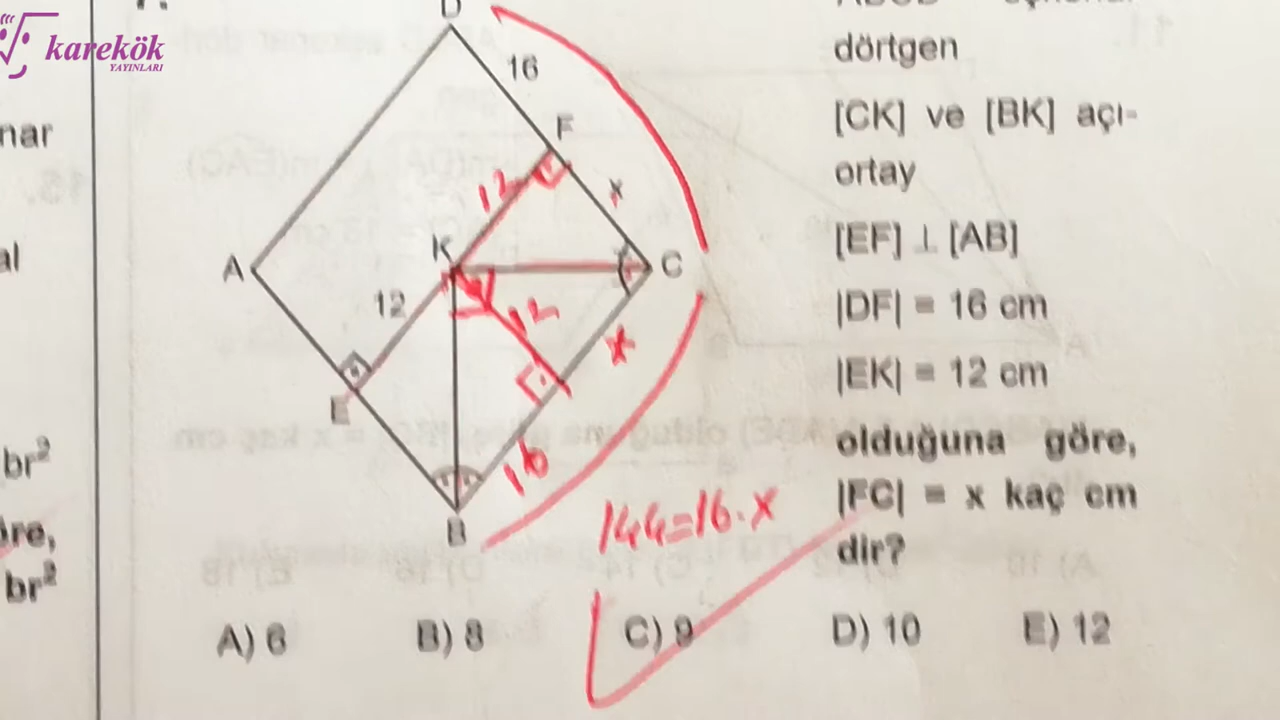 karekök
YAYINLARI
nar
al
br²
öre,
br²
D
16
F
12
x
K
A
C
12
12
x
E
16
B
144=16·x
dörtgen
[CK] ve [BK] açı-
ortay
[EF] ⊥ [AB]
|DF| = 16 cm
|EK| = 12 cm
olduğuna göre,
|FC| = x kaç cm
dir?
A) 6 B) 8 C) 9 D) 10 E) 12